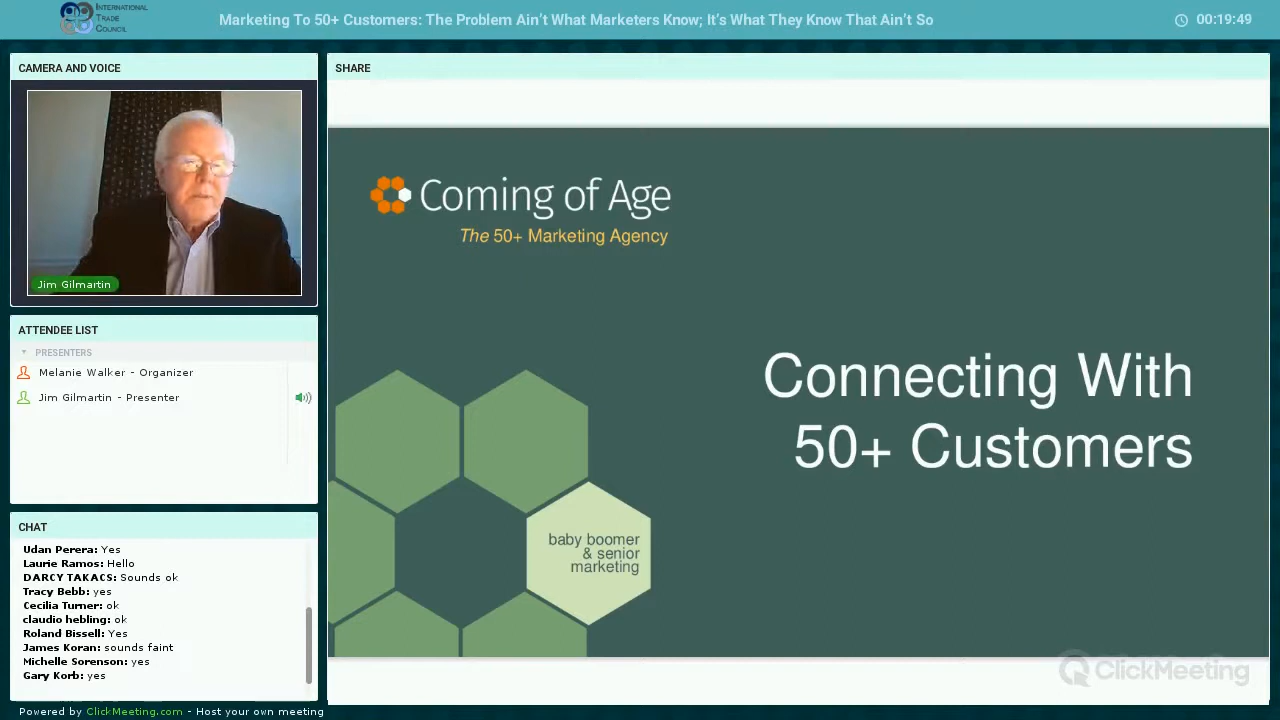 INTERNATIONAL
TRADE
COUNCIL
Marketing To 50+ Customers: The Problem Ain't What Marketers Know; It's What They Know That Ain't So
00:19:49
CAMERA AND VOICE
Jim Gilmartin
ATTENDEE LIST
PRESENTERS
Melanie Walker - Organizer
Jim Gilmartin - Presenter
CHAT
Udan Perera: Yes
Laurie Ramos: Hello
DARCY TAKACS: Sounds ok
Tracy Bebb: yes
Cecilia Turner: ok
claudio hebling: ok
Roland Bissell: Yes
James Koran: sounds faint
Michelle Sorenson: yes
Gary Korb: yes
SHARE
Coming of Age
The 50+ Marketing Agency
Connecting With
50+ Customers
baby boomer
& senior
marketing
ClickMeeting
Powered by ClickMeeting.com - Host your own meeting